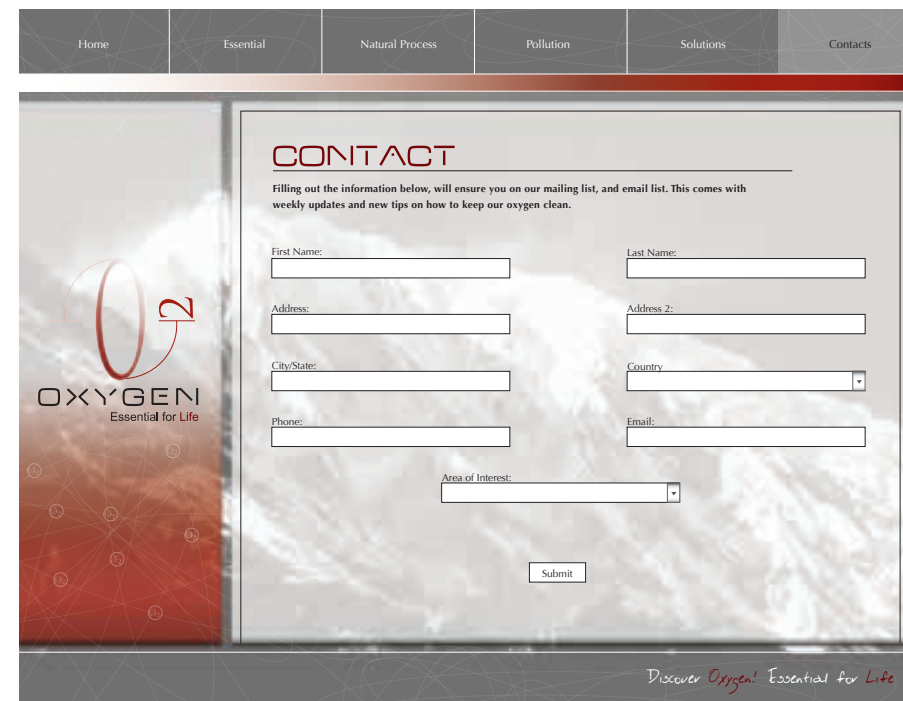 Home Essential Natural Process Pollution Solutions Contacts
CONTACT
Filling out the information below, will ensure you on our mailing list, and email list. This comes with
weekly updates and new tips on how to keep our oxygen clean.
First Name: Last Name:
Address: Address 2:
City/State: Country
Phone: Email:
Area of Interest:
Submit
O2
OXYGEN
Essential for Life
Discover Oxygen! Essential for Life